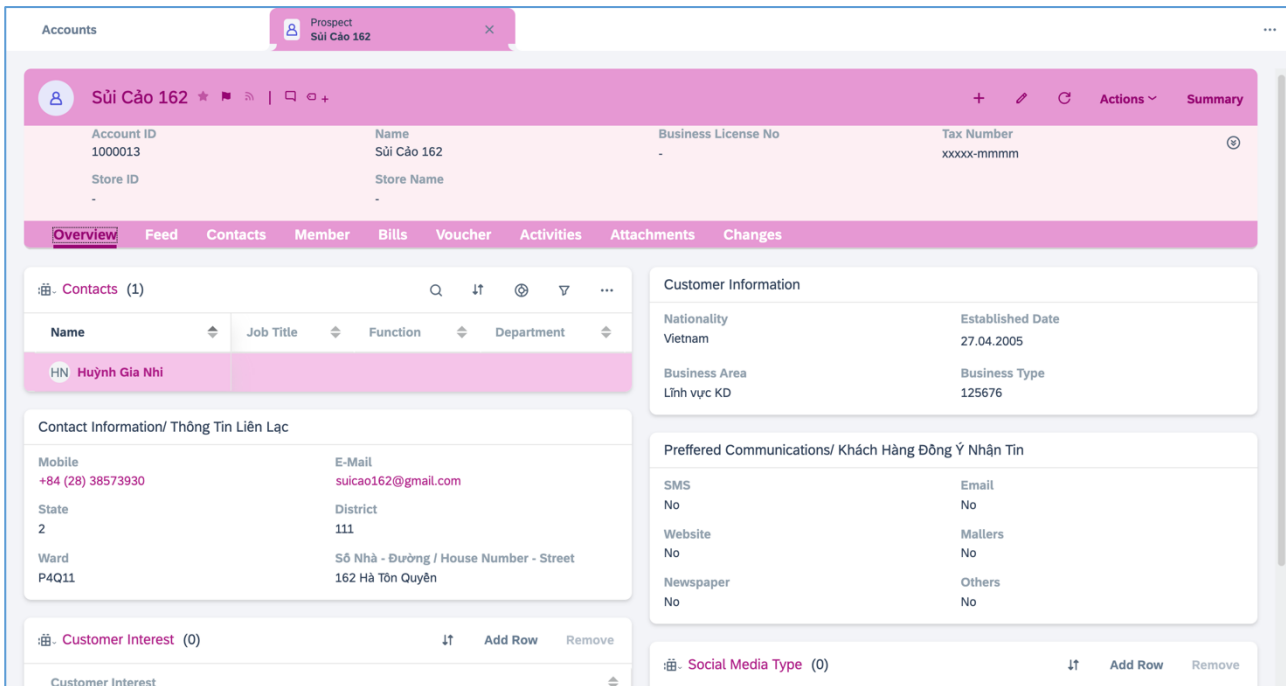 Accounts
Prospect
Sủi Cảo 162
Sủi Cảo 162
Actions
Summary
Account ID
1000013
Name
Sủi Cảo 162
Business License No
-
Tax Number
xxxxx-mmmm
Store ID
-
Store Name
-
Overview Feed Contacts Member Bills Voucher Activities Attachments Changes
Contacts (1)
Name Job Title Function Department
HN Huỳnh Gia Nhi
Contact Information/ Thông Tin Liên Lạc
Mobile
+84 (28) 38573930
E-Mail
suicao162@gmail.com
State
2
District
111
Ward
P4Q11
Số Nhà - Đường / House Number - Street
162 Hà Tôn Quyền
Customer Interest (0)
Add Row Remove
Customer Interest
Customer Information
Nationality
Vietnam
Established Date
27.04.2005
Business Area
Lĩnh vực KD
Business Type
125676
Preffered Communications/ Khách Hàng Đồng Ý Nhận Tin
SMS
No
Email
No
Website
No
Mallers
No
Newspaper
No
Others
No
Social Media Type (0)
Add Row Remove